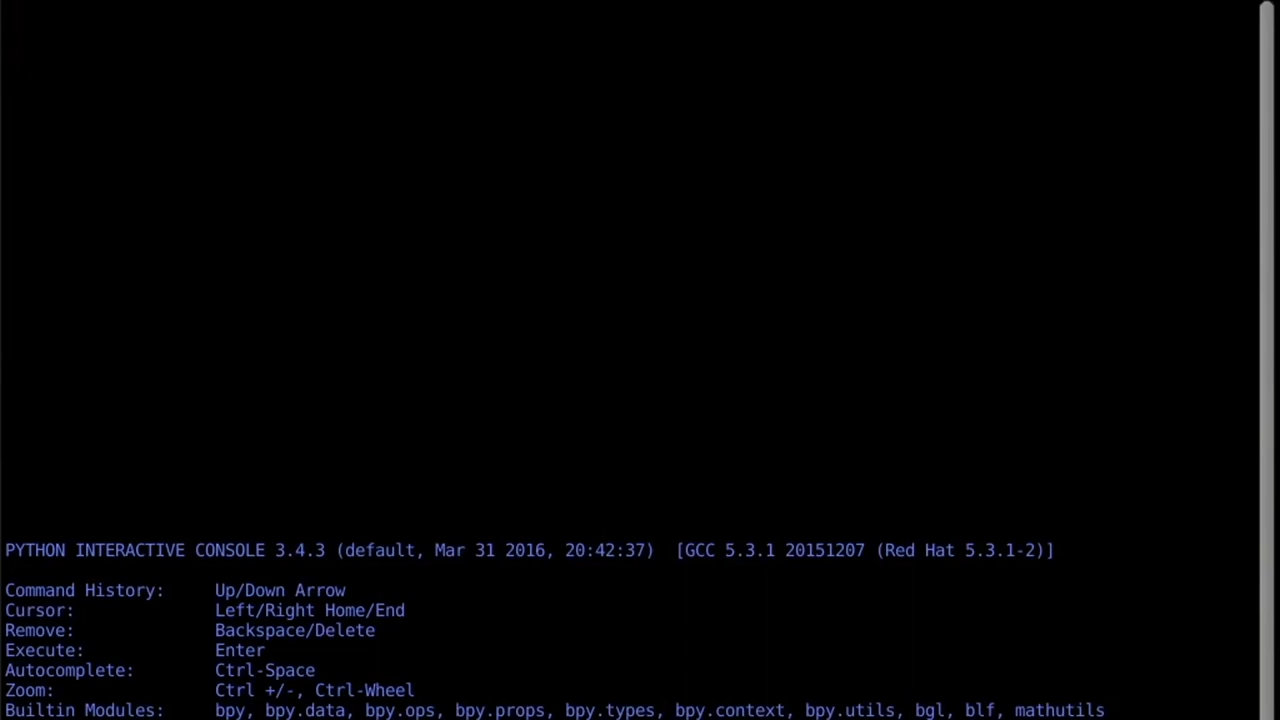 PYTHON INTERACTIVE CONSOLE 3.4.3 (default, Mar 31 2016, 20:42:37)  [GCC 5.3.1 20151207 (Red Hat 5.3.1-2)]
Command History:     Up/Down Arrow
Cursor:              Left/Right Home/End
Remove:              Backspace/Delete
Execute:             Enter
Autocomplete:        Ctrl-Space
Zoom:                Ctrl +/-, Ctrl-Wheel
Builtin Modules:     bpy, bpy.data, bpy.ops, bpy.props, bpy.types, bpy.context, bpy.utils, bgl, blf, mathutils